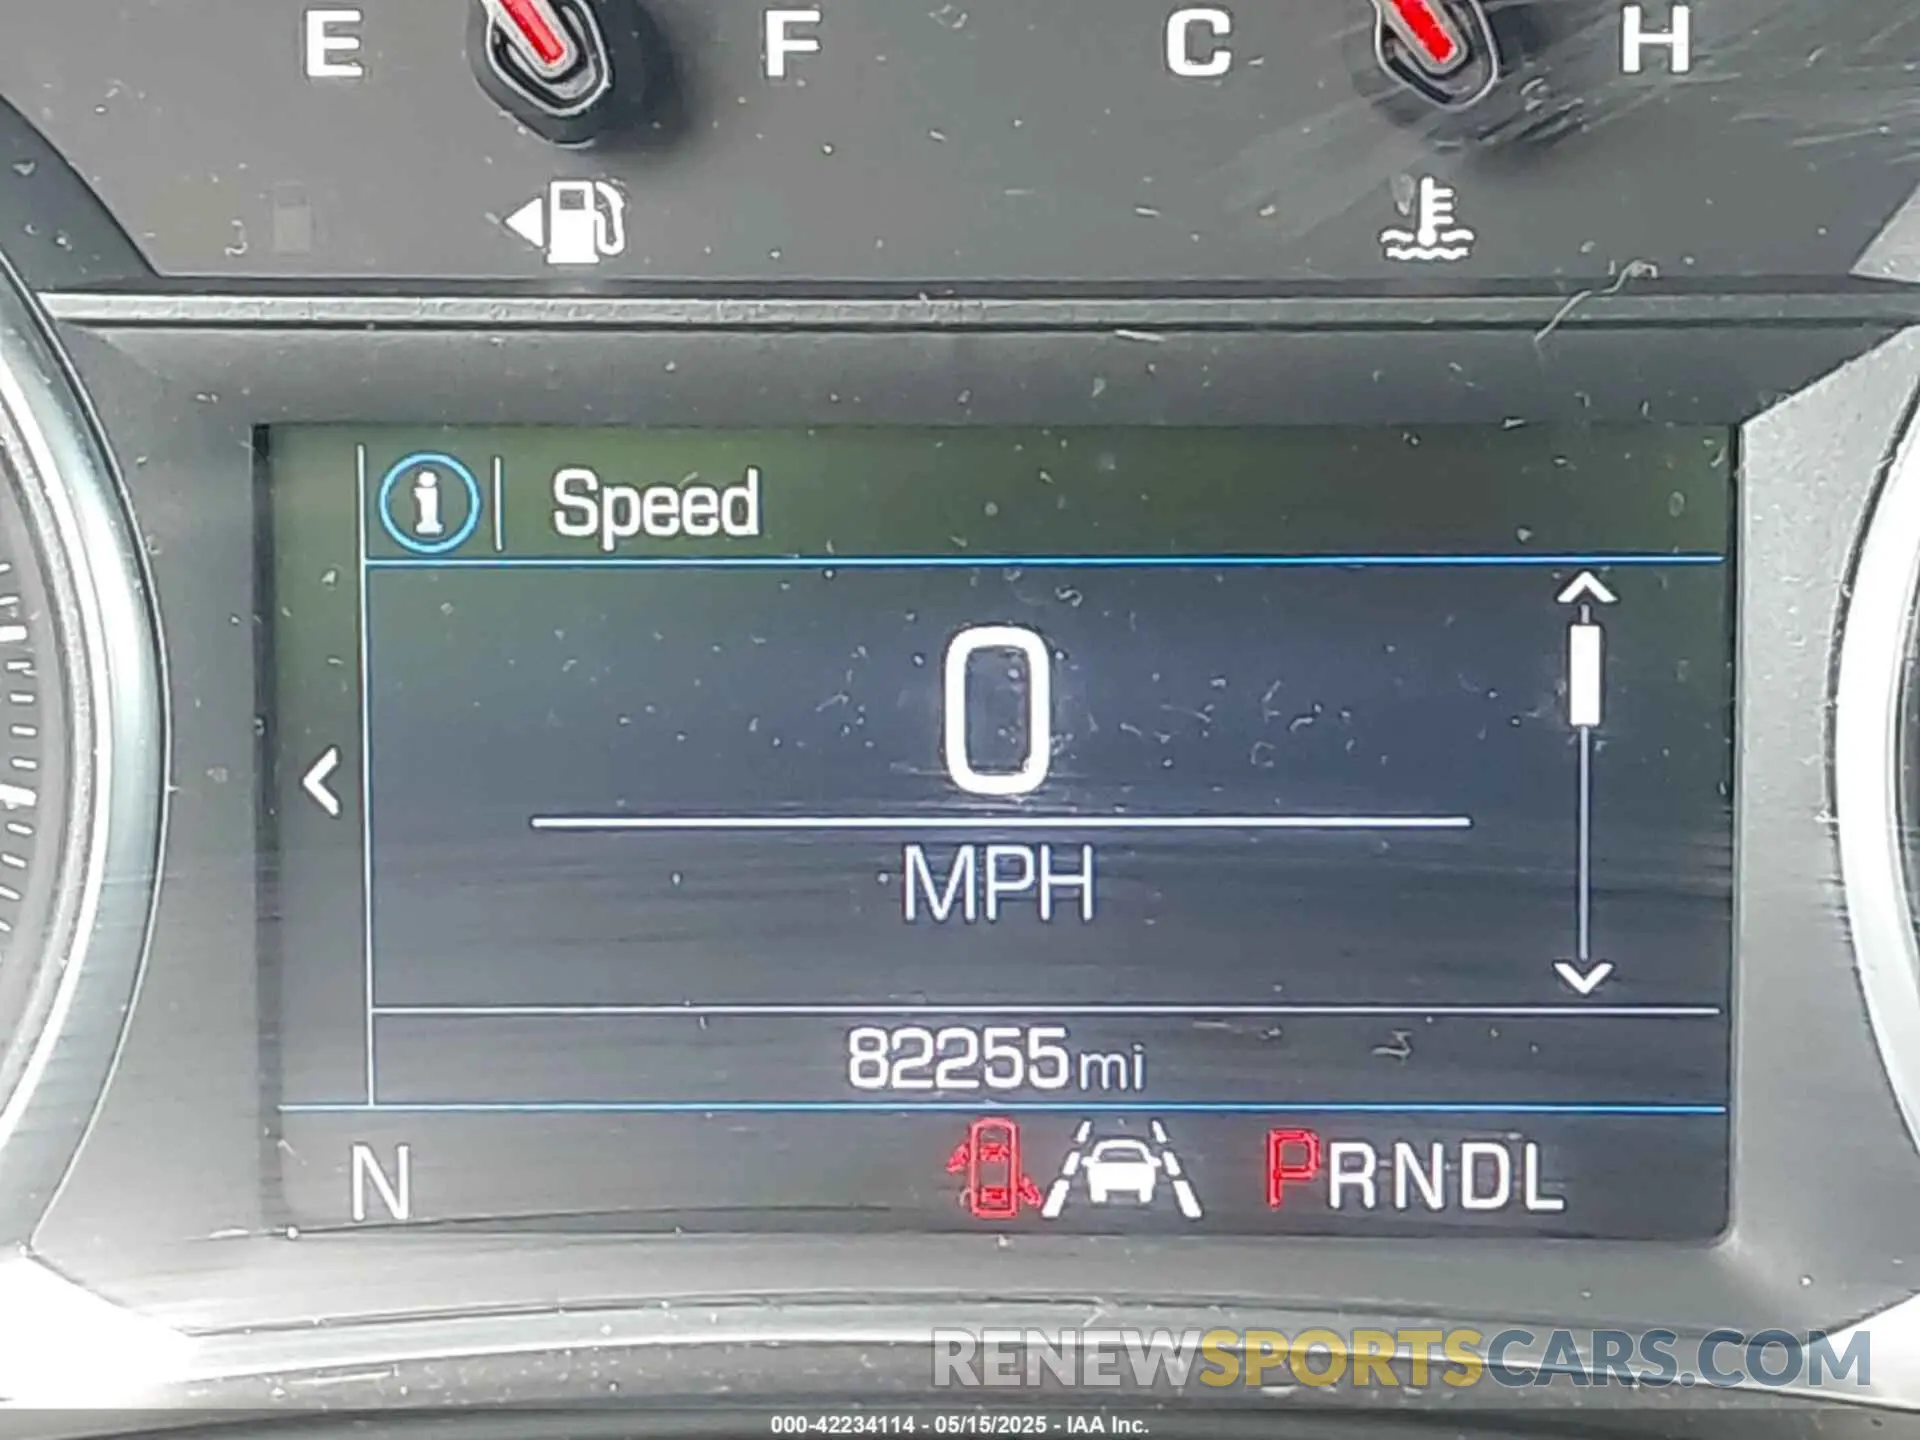 E F C H
Speed
0
MPH
82255mi
N PRNDL
RENEWSPORTSCARS.COM
000-42234114 - 05/15/2025 - IAA Inc.